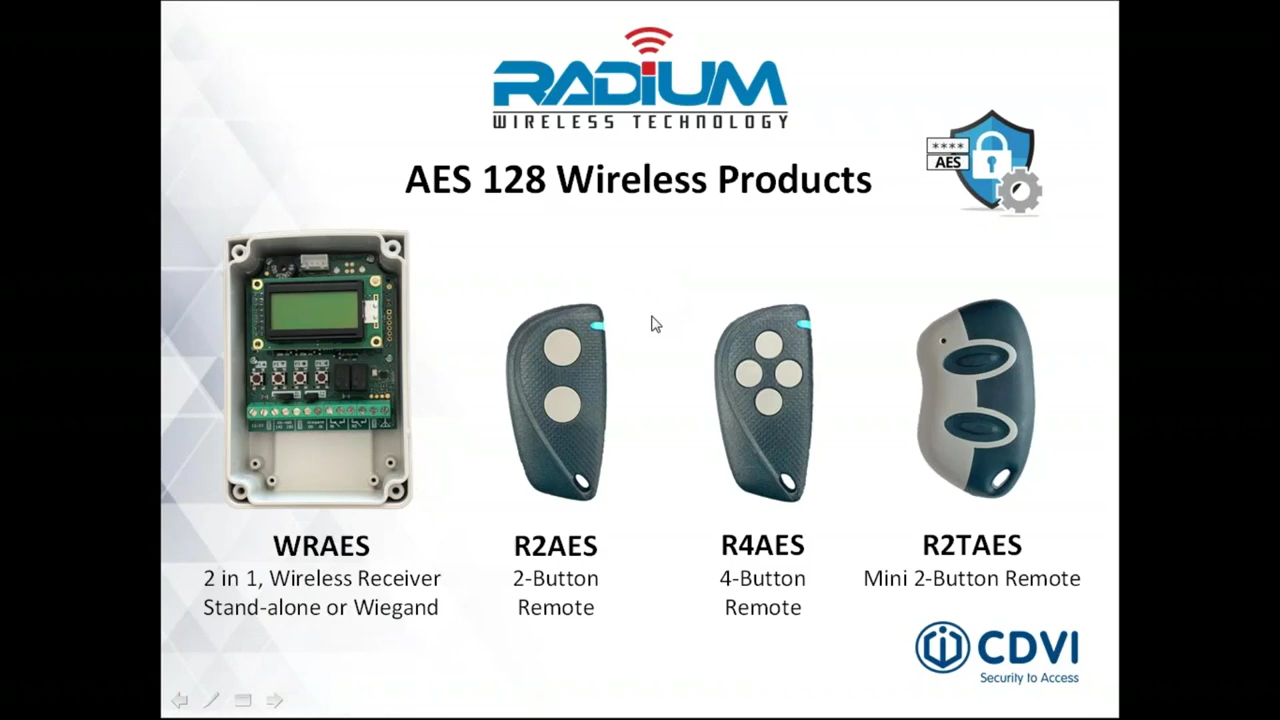 RADiUM
WIRELESS TECHNOLOGY
AES 128 Wireless Products
****
AES
WRAES
2 in 1, Wireless Receiver
Stand-alone or Wiegand
R2AES
2-Button
Remote
R4AES
4-Button
Remote
R2TAES
Mini 2-Button Remote
CDVI
Security to Access